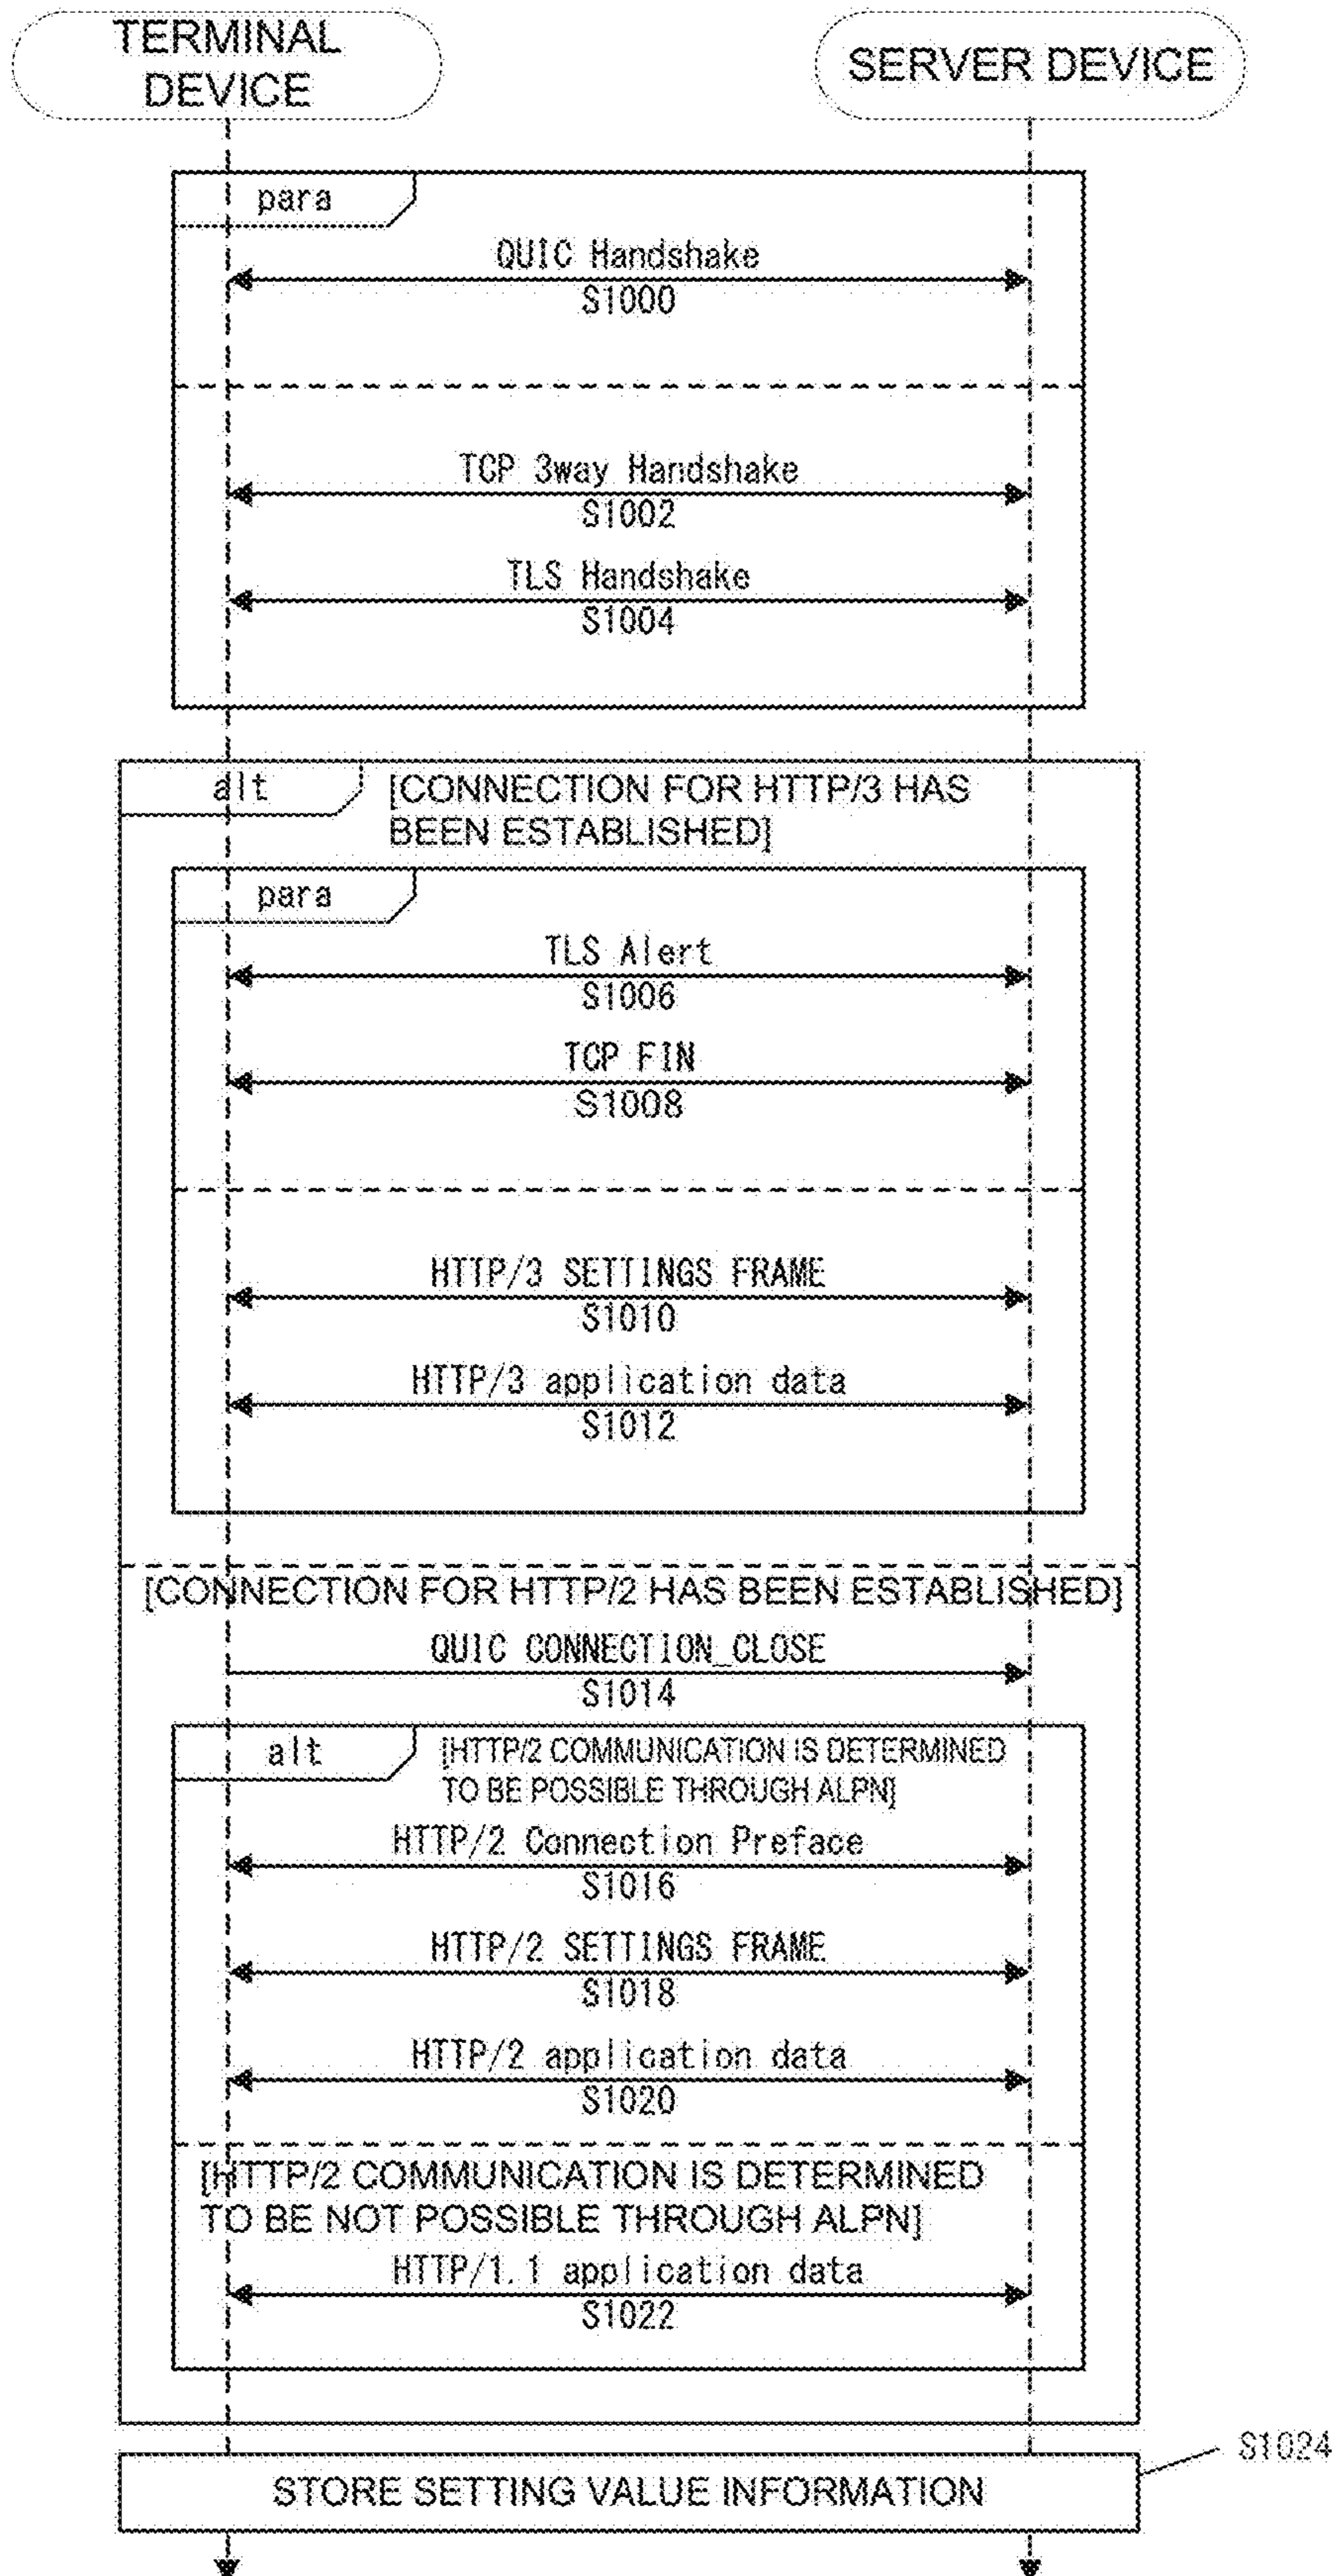 TERMINAL
DEVICE
SERVER DEVICE
para
QUIC Handshake
S1000
TCP 3way Handshake
S1002
TLS Handshake
S1004
alt
[CONNECTION FOR HTTP/3 HAS
BEEN ESTABLISHED]
para
TLS Alert
S1006
TCP FIN
S1008
HTTP/3 SETTINGS FRAME
S1010
HTTP/3 application data
S1012
[CONNECTION FOR HTTP/2 HAS BEEN ESTABLISHED]
QUIC CONNECTION_CLOSE
S1014
alt
[HTTP/2 COMMUNICATION IS DETERMINED
TO BE POSSIBLE THROUGH ALPN]
HTTP/2 Connection Preface
S1016
HTTP/2 SETTINGS FRAME
S1018
HTTP/2 application data
S1020
[HTTP/2 COMMUNICATION IS DETERMINED
TO BE NOT POSSIBLE THROUGH ALPN]
HTTP/1.1 application data
S1022
S1024
STORE SETTING VALUE INFORMATION